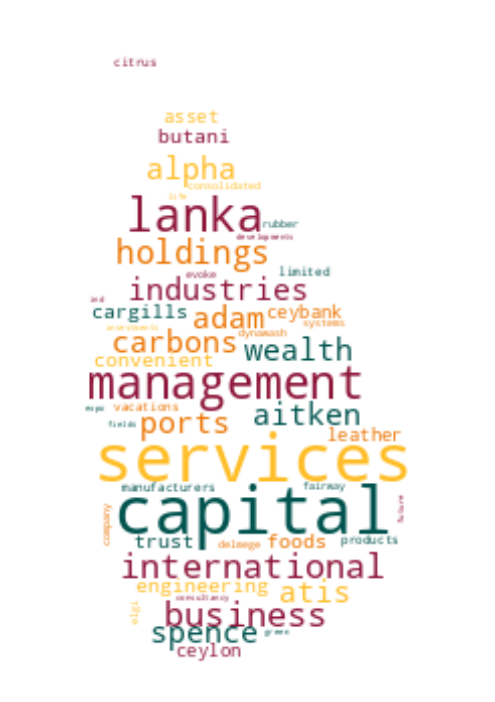 citrus
asset
butani
alpha
consolidated
life
lanka
rubber
developments
holdings
limited
evoke
industries
ind
cargills
adam
ceybank
systems
investments
dynawash
carbons
wealth
convenient
management
expo
vacations
aitken
fields
ports
leather
services
manufacturers
fairway
capital
company
future
trust
delmege
foods
products
international
engineering
atis
consultancy
elgi
business
spence
green
ceylon